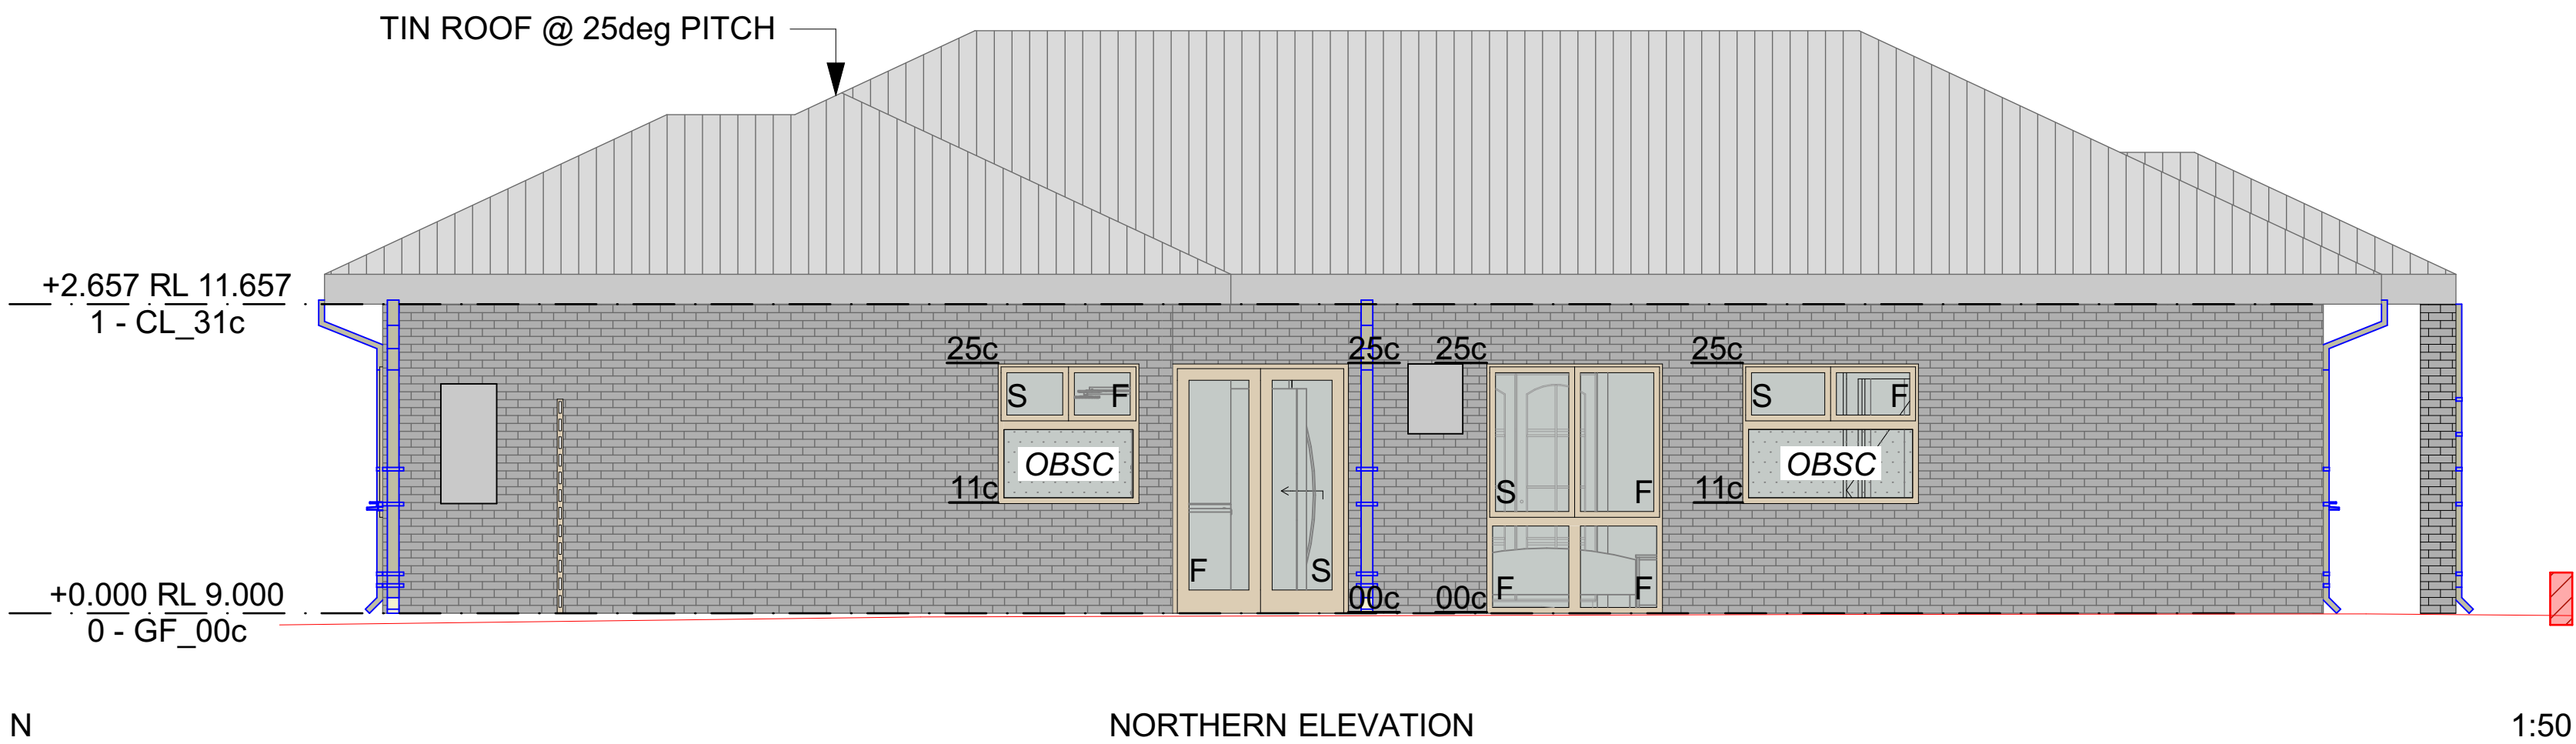 TIN ROOF @ 25deg PITCH
+2.657 RL 11.657
1 - CL_31c
25c 25c 25c 25c
S F S F
OBSC OBSC
11c S F 11c
F S F F
+0.000 RL 9.000 00c 00c
0 - GF_00c
N NORTHERN ELEVATION 1:50